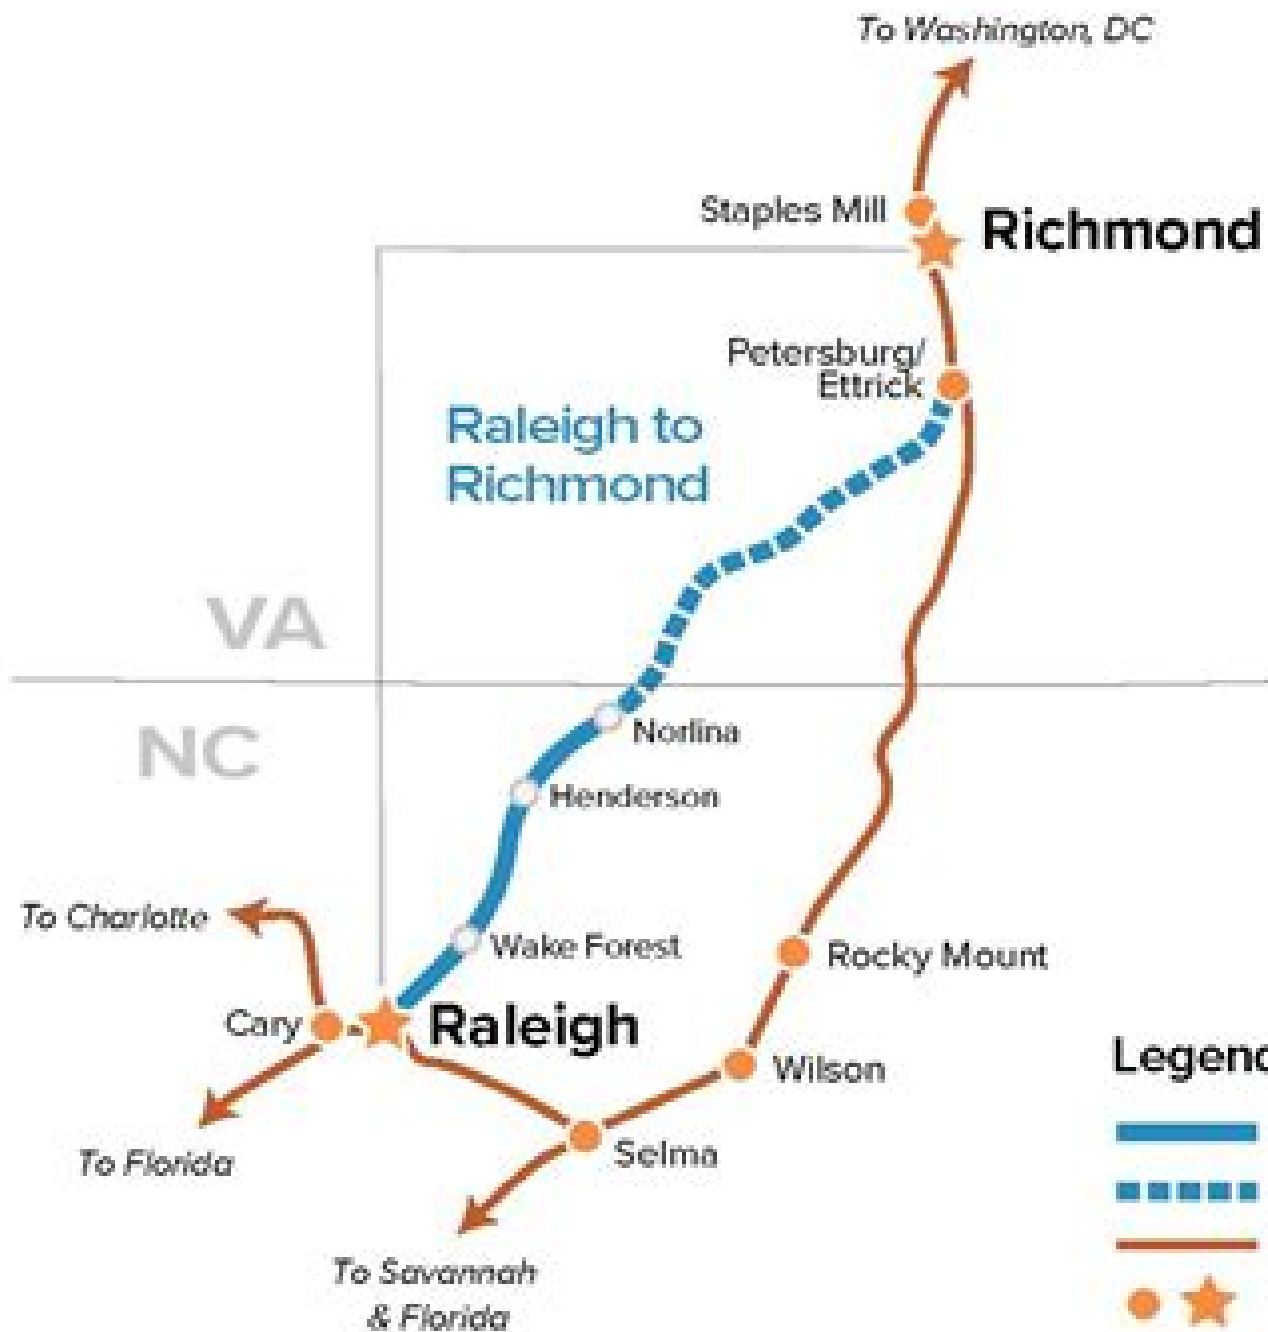 To Washington, DC
Staples Mill
Richmond
Petersburg/
Ettrick
Raleigh to
Richmond
VA
NC
Norlina
Henderson
To Charlotte
Wake Forest
Rocky Mount
Cary
Raleigh
Wilson
Legend
To Florida
Selma
To Savannah
& Florida